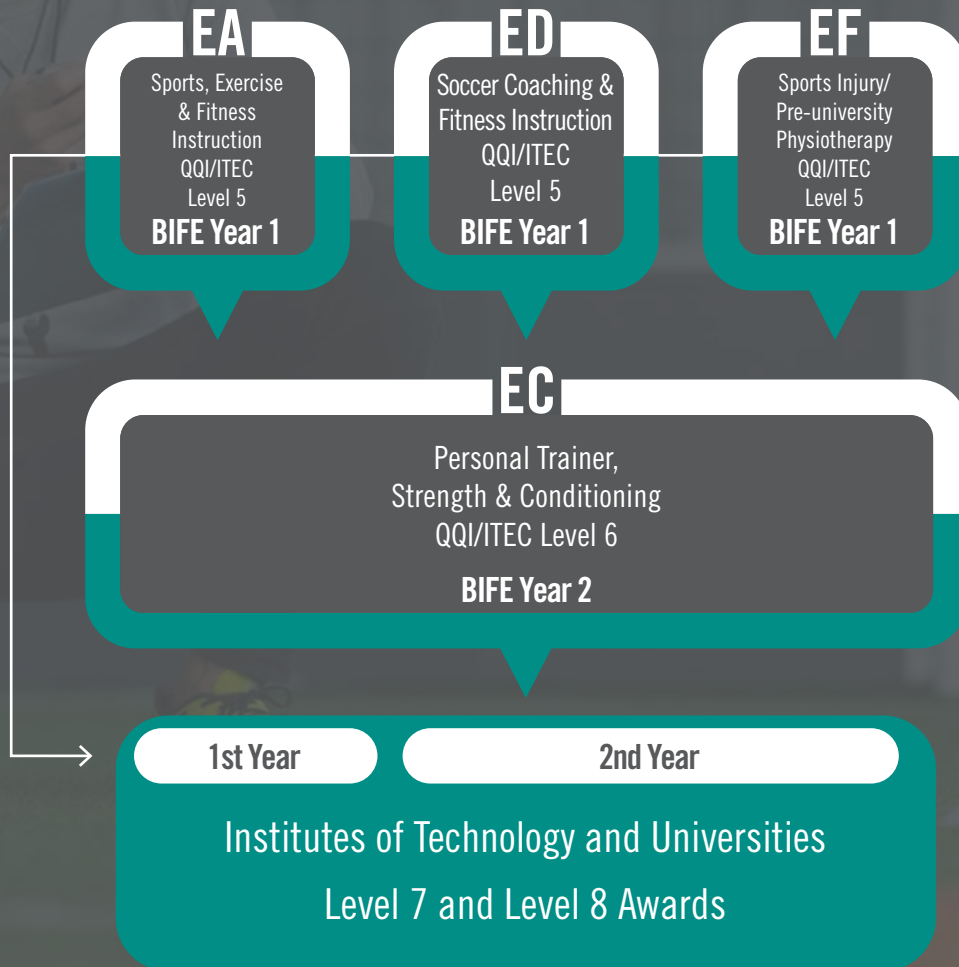 EA
Sports, Exercise
& Fitness
Instruction
QQI/ITEC
Level 5
BIFE Year 1
ED
Soccer Coaching &
Fitness Instruction
QQI/ITEC
Level 5
BIFE Year 1
EF
Sports Injury/
Pre-university
Physiotherapy
QQI/ITEC
Level 5
BIFE Year 1
EC
Personal Trainer,
Strength & Conditioning
QQI/ITEC Level 6
BIFE Year 2
1st Year
2nd Year
Institutes of Technology and Universities
Level 7 and Level 8 Awards